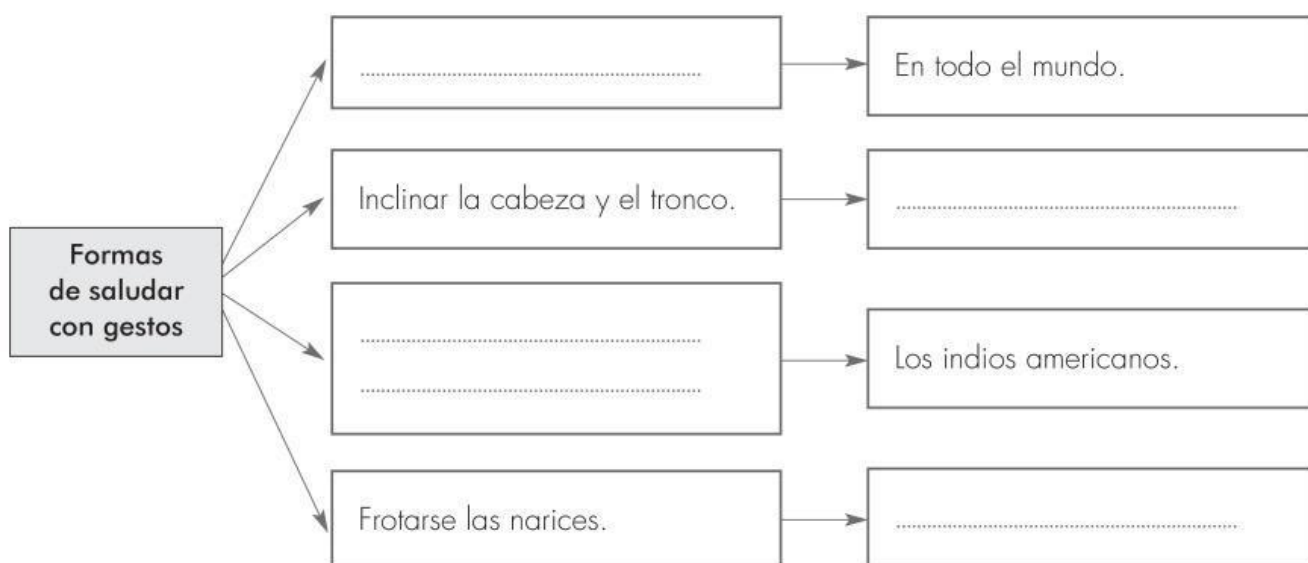 En todo el mundo.
Inclinar la cabeza y el tronco.
Formas
de saludar
con gestos
Los indios americanos.
Frotarse las narices.